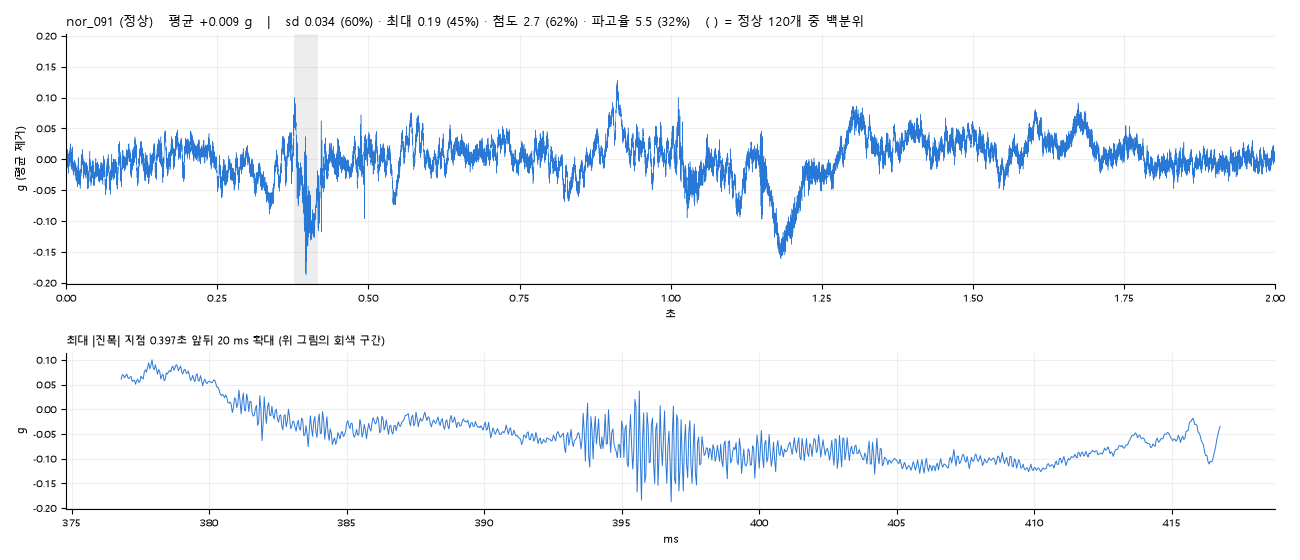 nor_091 (정상) 평균 +0.009 g | sd 0.034 (60%) · 최대 0.19 (45%) · 첨도 2.7 (62%) · 파고율 5.5 (32%) ( ) = 정상 120개 중 백분위
g (평균 제거)
0.20
0.15
0.10
0.05
0.00
-0.05
-0.10
-0.15
-0.20
0.00 0.25 0.50 0.75 1.00 1.25 1.50 1.75 2.00
초
최대 |진폭| 지점 0.397초 앞뒤 20 ms 확대 (위 그림의 회색 구간)
g
0.10
0.05
0.00
-0.05
-0.10
-0.15
-0.20
375 380 385 390 395 400 405 410 415
ms